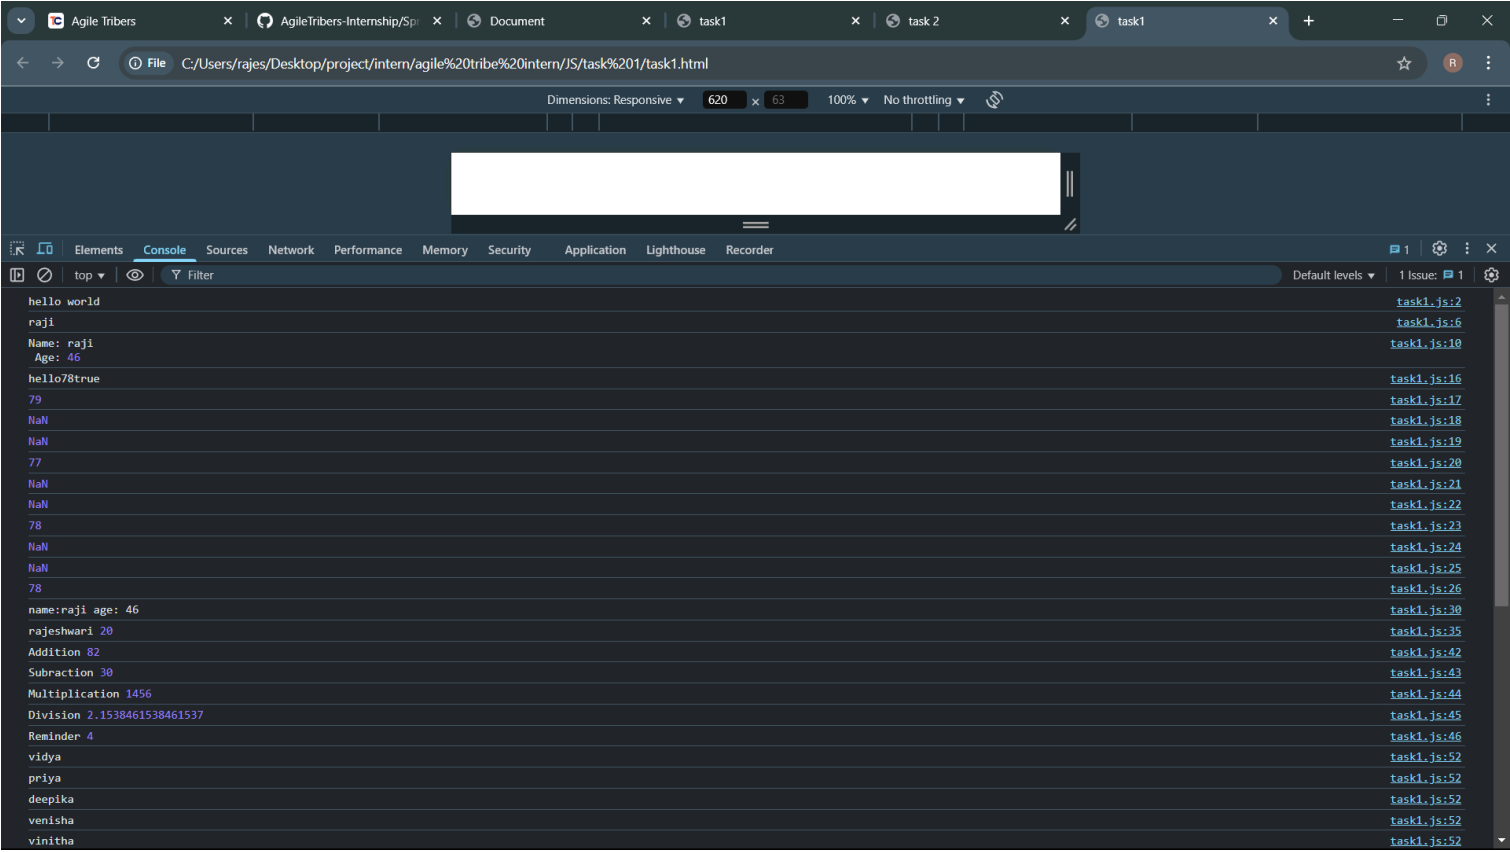 Agile Tribers
AgileTribers-Internship/Spr
Document
task1
task 2
task1
File
C:/Users/rajes/Desktop/project/intern/agile%20tribe%20intern/JS/task%201/task1.html
R
Dimensions: Responsive 620 × 63 100% No throttling
Elements Console Sources Network Performance Memory Security Application Lighthouse Recorder 1
top Filter Default levels 1 Issue: 1
hello world task1.js:2
raji task1.js:6
Name: raji task1.js:10
Age: 46
hello78true task1.js:16
79 task1.js:17
NaN task1.js:18
NaN task1.js:19
77 task1.js:20
NaN task1.js:21
NaN task1.js:22
78 task1.js:23
NaN task1.js:24
NaN task1.js:25
78 task1.js:26
name:raji age: 46 task1.js:30
rajeshwari 20 task1.js:35
Addition 82 task1.js:42
Subraction 30 task1.js:43
Multiplication 1456 task1.js:44
Division 2.1538461538461537 task1.js:45
Reminder 4 task1.js:46
vidya task1.js:52
priya task1.js:52
deepika task1.js:52
venisha task1.js:52
vinitha task1.js:52